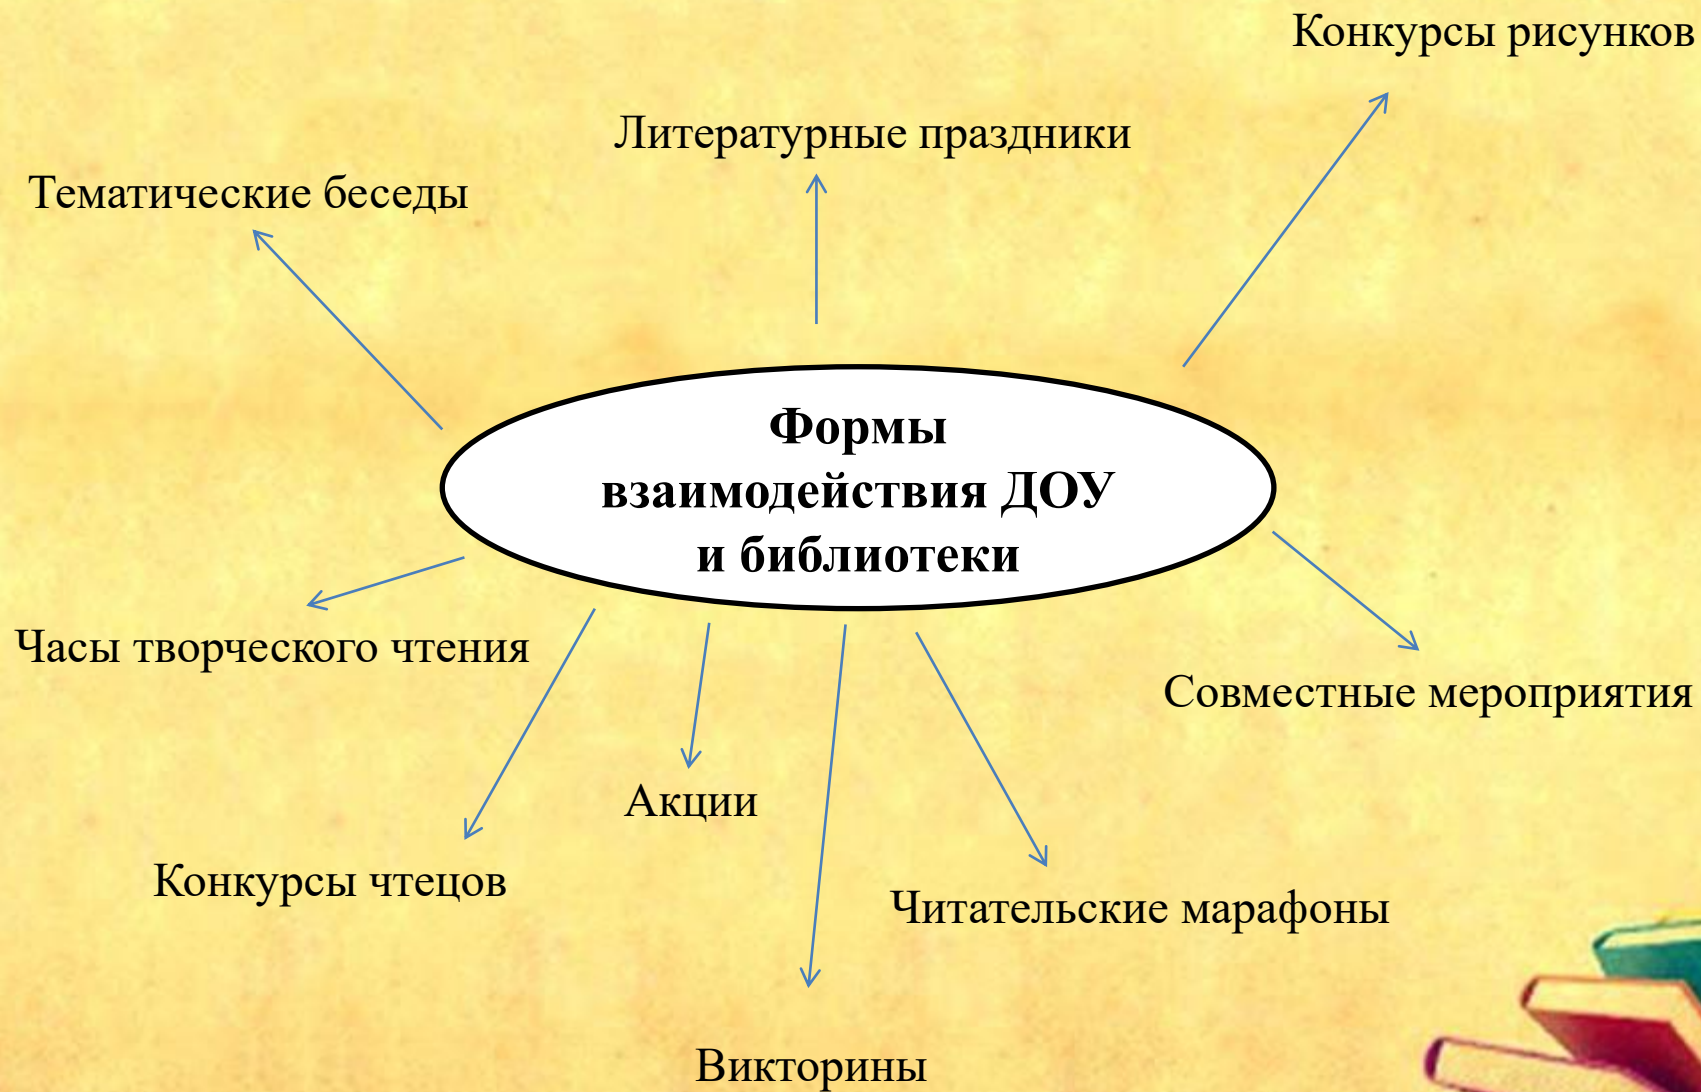 Конкурсы рисунков
Литературные праздники
Тематические беседы
Формы
взаимодействия ДОУ
и библиотеки
Часы творческого чтения
Совместные мероприятия
Акции
Конкурсы чтецов
Читательские марафоны
Викторины